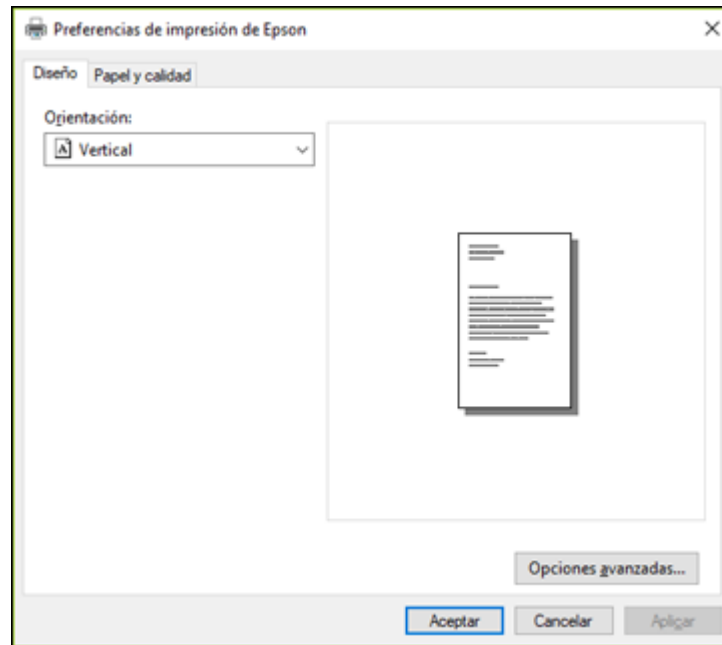 Preferencias de impresión de Epson
Diseño Papel y calidad
Orientación:
Vertical
Opciones avanzadas...
Aceptar Cancelar Aplicar